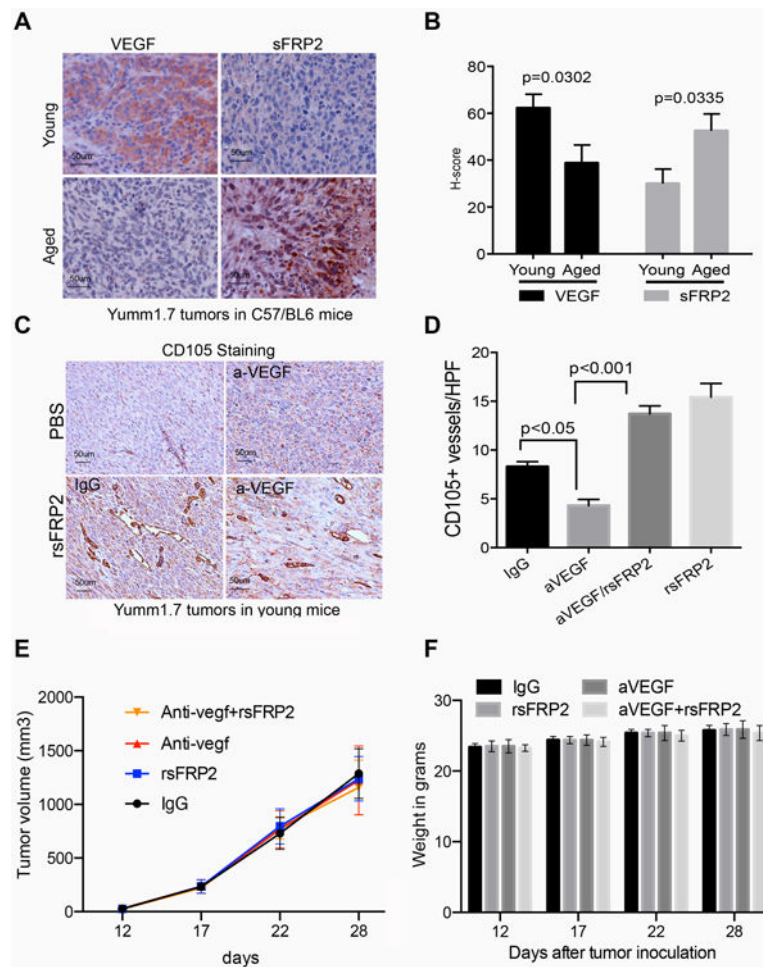 A
VEGF
sFRP2
Young
50um
50um
Aged
50um
50um
Yumm1.7 tumors in C57/BL6 mice
B
p=0.0302
p=0.0335
H-score
80
60
40
20
0
Young Aged
Young Aged
VEGF
sFRP2
C
CD105 Staining
PBS
50um
a-VEGF
50um
rsFRP2
IgG
50um
a-VEGF
50um
Yumm1.7 tumors in young mice
D
CD105+ vessels/HPF
20
15
10
5
0
p<0.001
p<0.05
IgG
aVEGF
aVEGF/rsFRP2
rsFRP2
E
Tumor volume (mm3)
2000
1500
1000
500
0
Anti-vegf+rsFRP2
Anti-vegf
rsFRP2
IgG
12
17
22
28
days
F
IgG
aVEGF
rsFRP2
aVEGF+rsFRP2
Weight in grams
30
20
10
0
12
17
22
28
Days after tumor inoculation